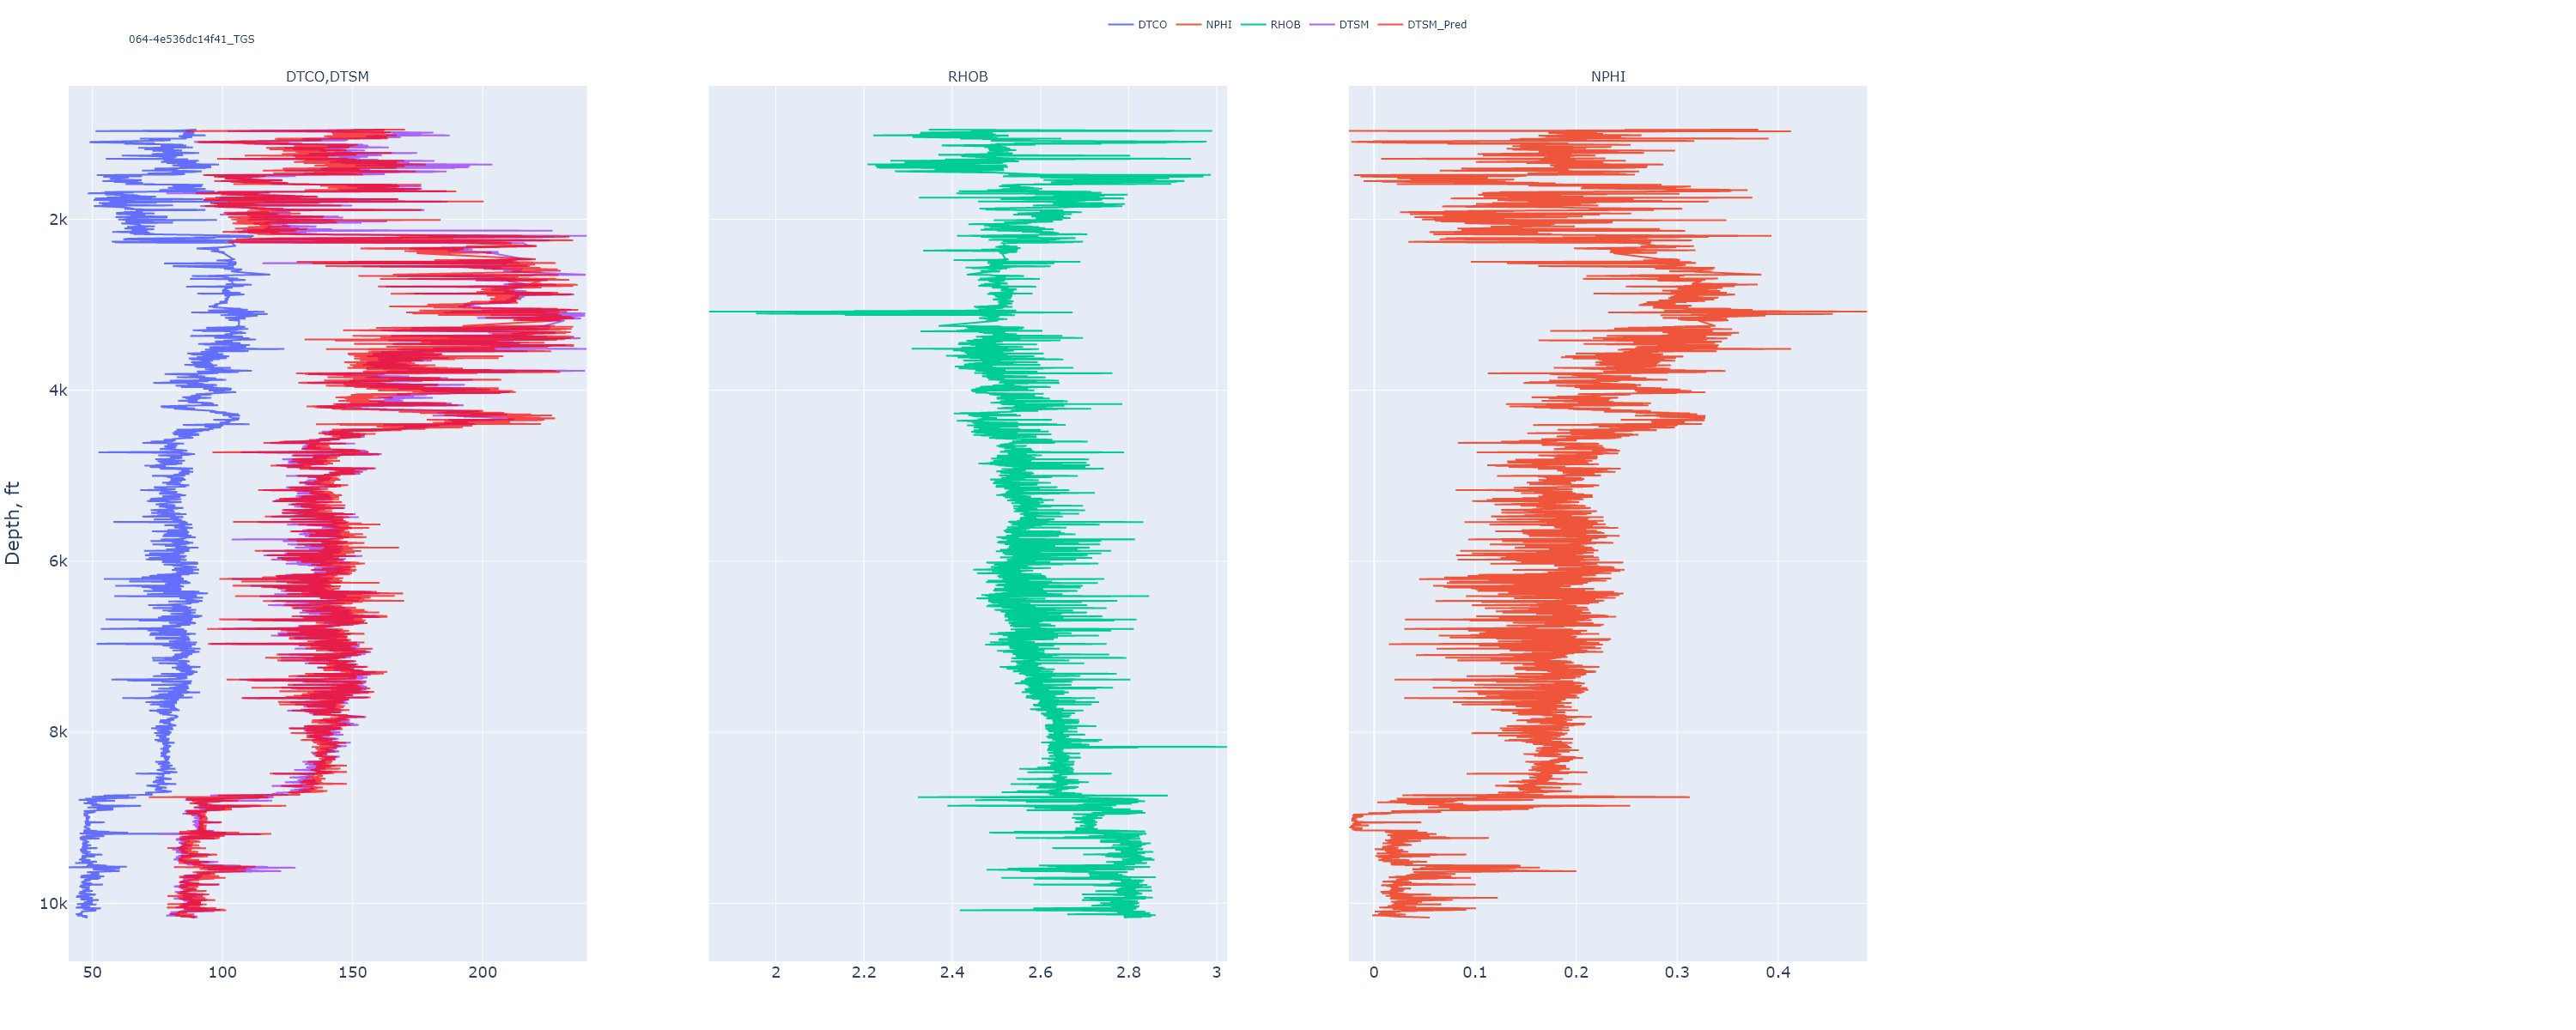 DTCO NPHI RHOB DTSM DTSM_Pred
064-4e536dc14f41_TGS
DTCO,DTSM RHOB NPHI
Depth, ft
2k
4k
6k
8k
10k
50 100 150 200 2 2.2 2.4 2.6 2.8 3 0 0.1 0.2 0.3 0.4